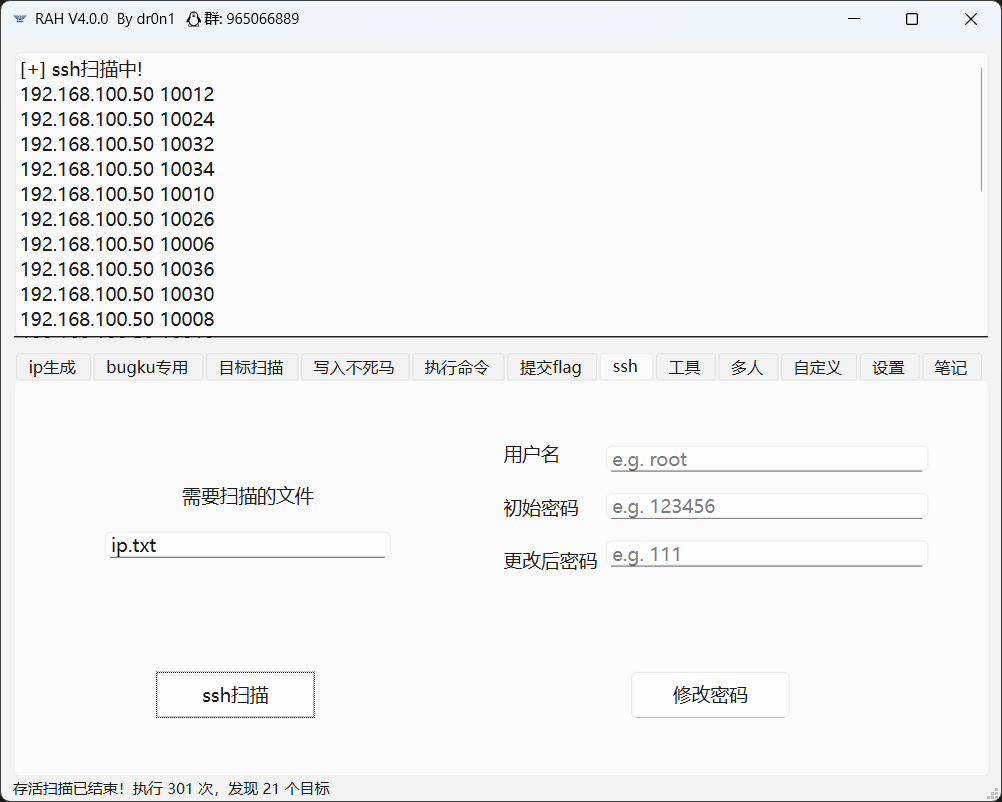 RAH V4.0.0 By dr0n1 群: 965066889
[+] ssh扫描中!
192.168.100.50 10012
192.168.100.50 10024
192.168.100.50 10032
192.168.100.50 10034
192.168.100.50 10010
192.168.100.50 10026
192.168.100.50 10006
192.168.100.50 10036
192.168.100.50 10030
192.168.100.50 10008
ip生成 bugku专用 目标扫描 写入不死马 执行命令 提交flag ssh 工具 多人 自定义 设置 笔记
需要扫描的文件
ip.txt
用户名 e.g. root
初始密码 e.g. 123456
更改后密码 e.g. 111
ssh扫描
修改密码
存活扫描已结束！执行 301 次，发现 21 个目标